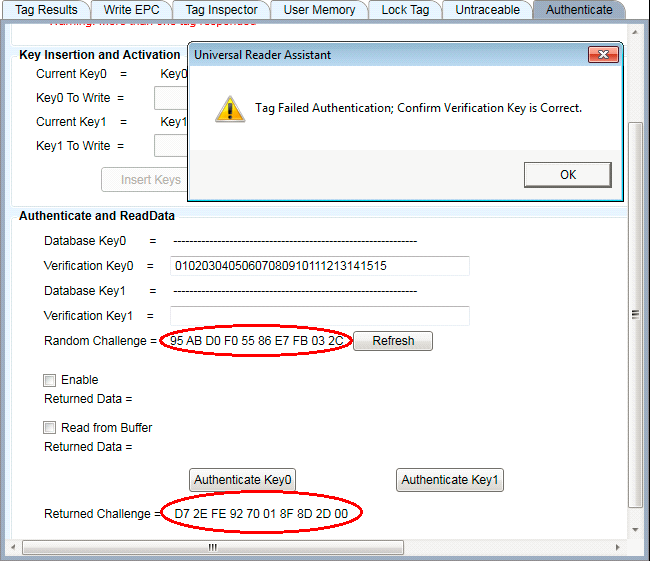 Tag Results Write EPC Tag Inspector User Memory Lock Tag Untraceable Authenticate
Warning: More than one tag responded
Universal Reader Assistant
Tag Failed Authentication; Confirm Verification Key is Correct.
OK
Key Insertion and Activation
Current Key0 = Key0
Key0 To Write =
Current Key1 = Key1
Key1 To Write =
Insert Keys
Authenticate and ReadData
Database Key0 = -------------------------------------------------------------
Verification Key0 = 01020304050607080910111213141515
Database Key1 = -------------------------------------------------------------
Verification Key1 =
Random Challenge = 95 AB D0 F0 55 86 E7 FB 03 2C Refresh
Enable
Returned Data =
Read from Buffer
Returned Data =
Authenticate Key0 Authenticate Key1
Returned Challenge = D7 2E FE 92 70 01 8F 8D 2D 00